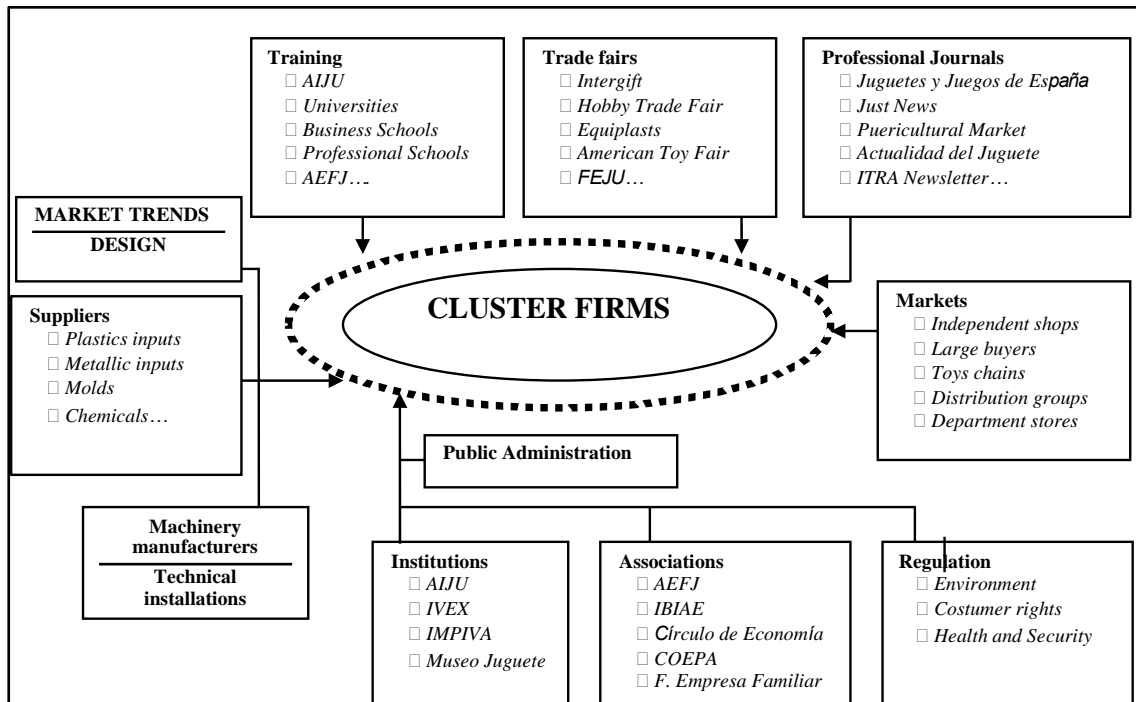 Training
□ AIJU
□ Universities
□ Business Schools
□ Professional Schools
□ AEFJ….
Trade fairs
□ Intergift
□ Hobby Trade Fair
□ Equiplasts
□ American Toy Fair
□ FEJU…
Professional Journals
□ Juguetes y Juegos de España
□ Just News
□ Puericultural Market
□ Actualidad del Juguete
□ ITRA Newsletter…
MARKET TRENDS
DESIGN
CLUSTER FIRMS
Suppliers
□ Plastics inputs
□ Metallic inputs
□ Molds
□ Chemicals…
Markets
□ Independent shops
□ Large buyers
□ Toys chains
□ Distribution groups
□ Department stores
Public Administration
Machinery
manufacturers
Technical
installations
Institutions
□ AIJU
□ IVEX
□ IMPIVA
□ Museo Juguete
Associations
□ AEFJ
□ IBIAE
□ Círculo de Economía
□ COEPA
□ F. Empresa Familiar
Regulation
□ Environment
□ Costumer rights
□ Health and Security